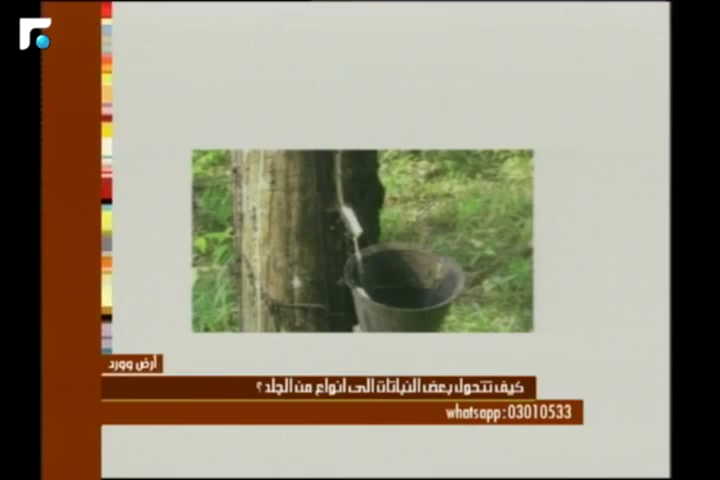 أرض وورد
كيف تتحول بعض النباتات الى انواع من الجلد؟
whatsapp:03010533